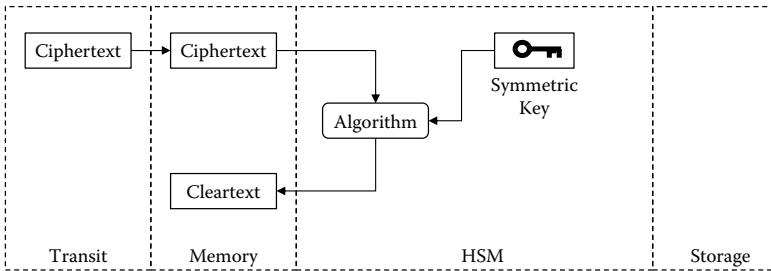 Ciphertext
Ciphertext
Symmetric
Key
Algorithm
Cleartext
Transit
Memory
HSM
Storage